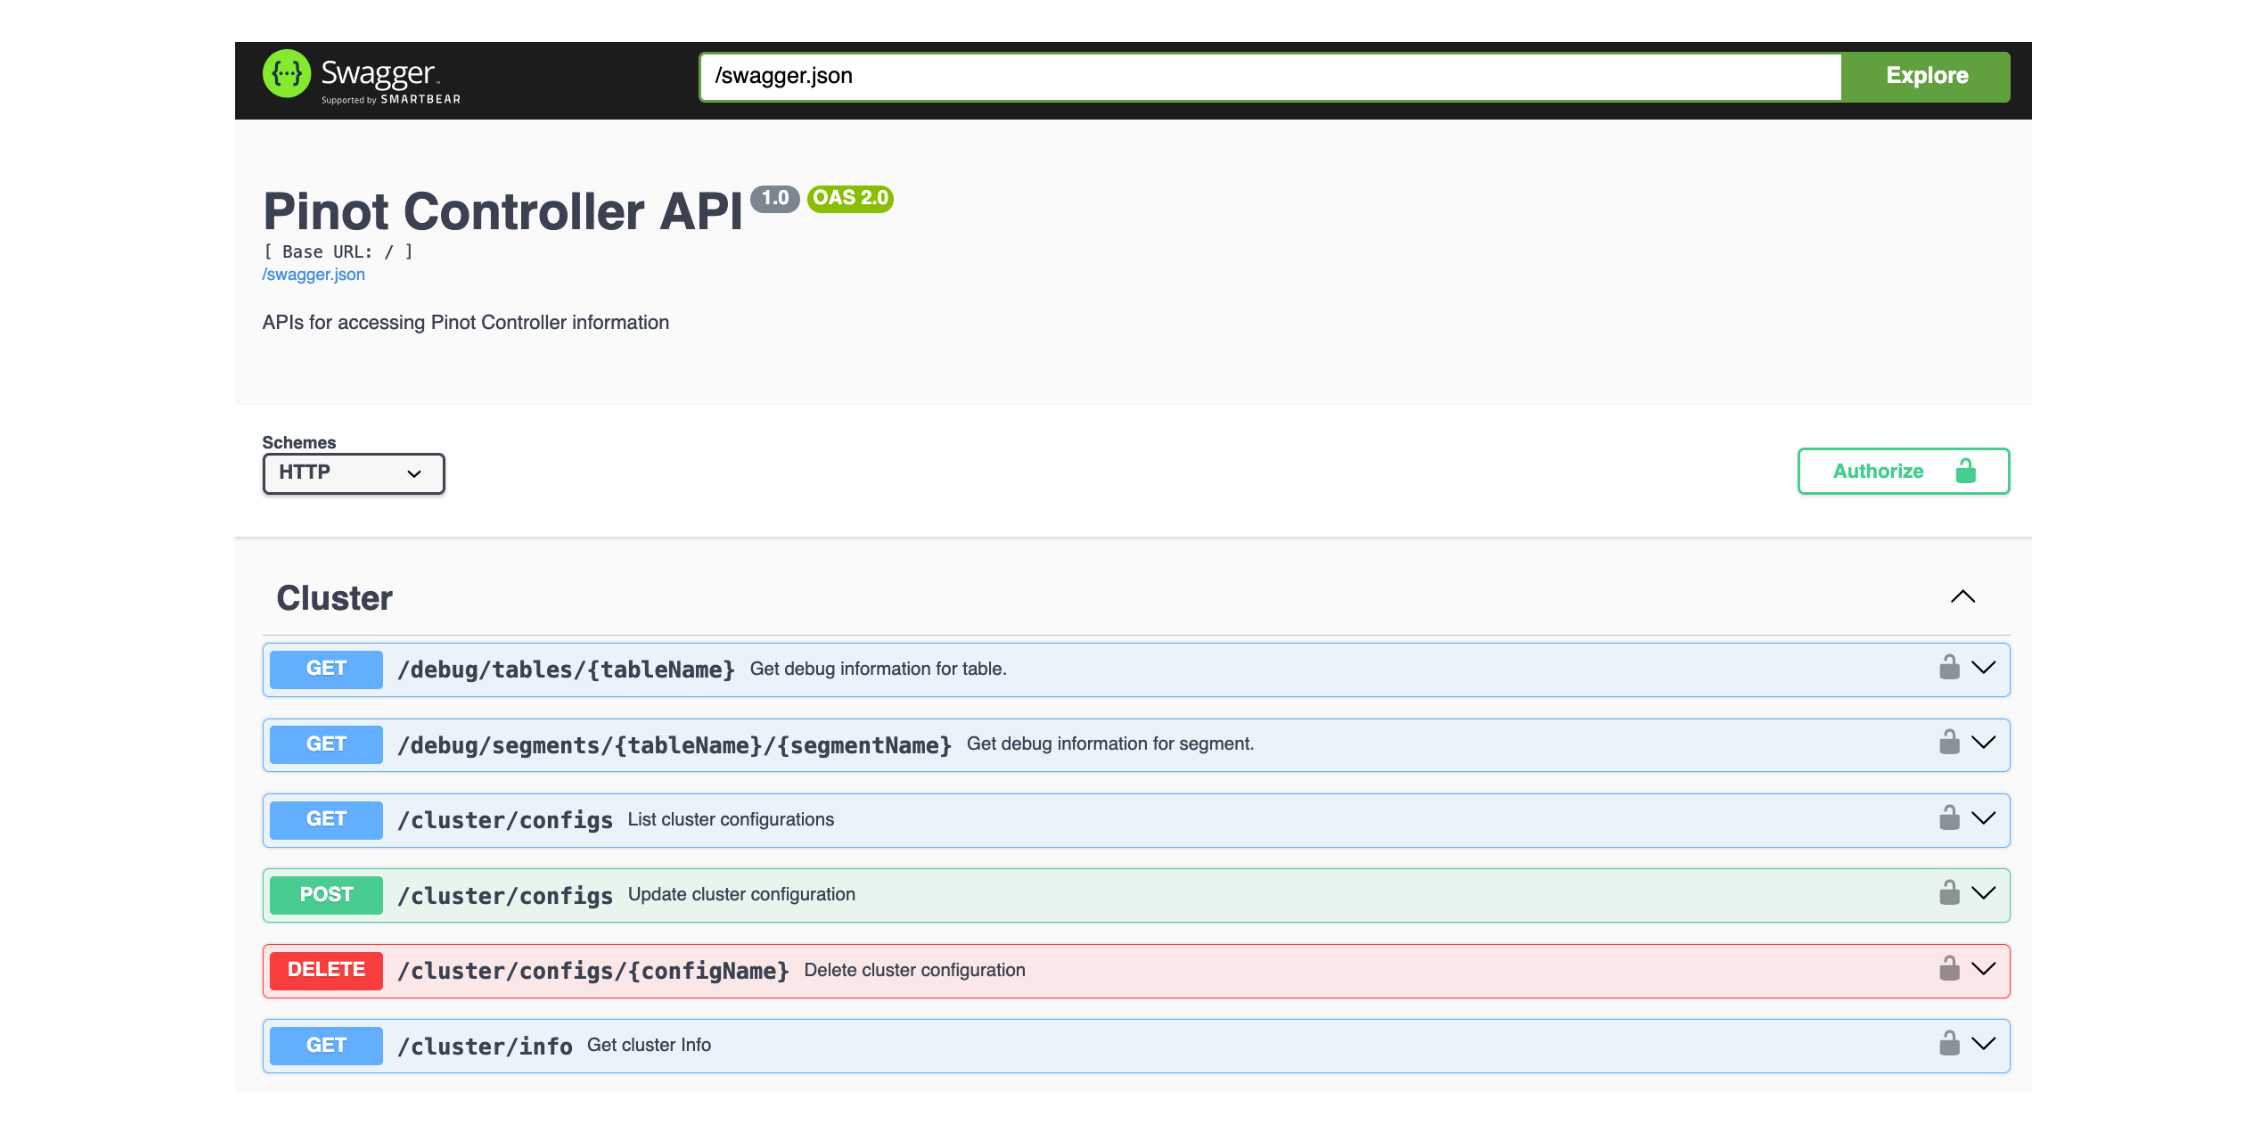 {···} Swagger™
Supported by SMARTBEAR
/swagger.json
Explore
Pinot Controller API 1.0 OAS 2.0
[ Base URL: / ]
/swagger.json
APIs for accessing Pinot Controller information
Schemes
HTTP
Authorize
Cluster
GET /debug/tables/{tableName} Get debug information for table.
GET /debug/segments/{tableName}/{segmentName} Get debug information for segment.
GET /cluster/configs List cluster configurations
POST /cluster/configs Update cluster configuration
DELETE /cluster/configs/{configName} Delete cluster configuration
GET /cluster/info Get cluster Info